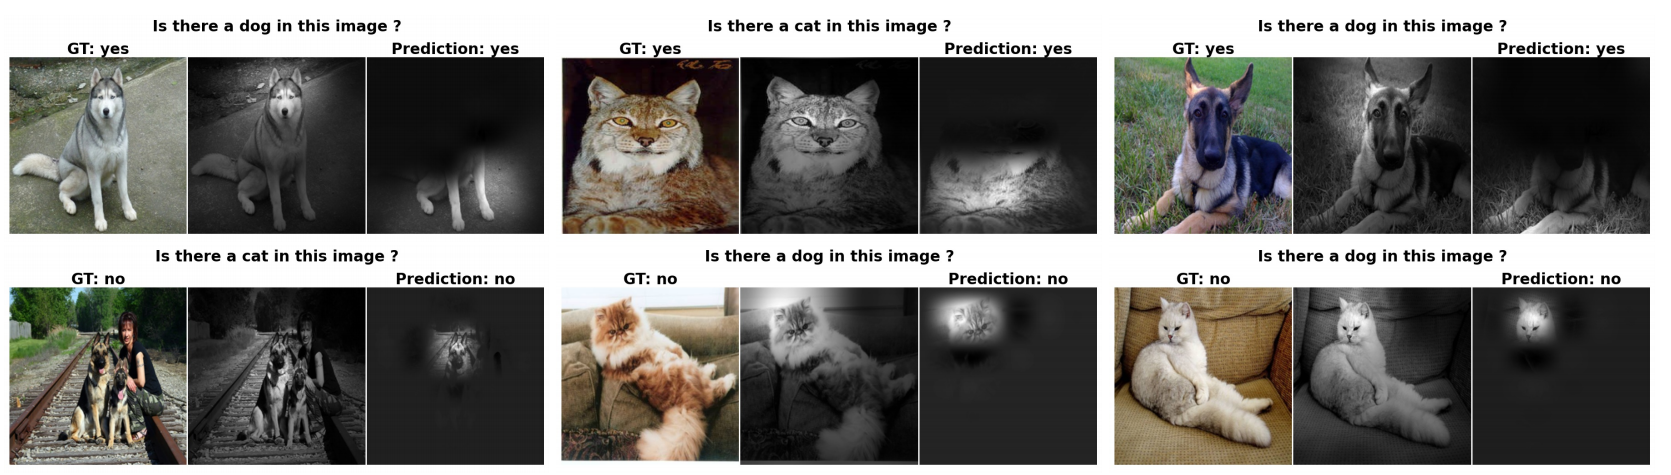 Is there a dog in this image ?
GT: yes Prediction: yes
Is there a cat in this image ?
GT: yes Prediction: yes
Is there a dog in this image ?
GT: yes Prediction: yes
Is there a cat in this image ?
GT: no Prediction: no
Is there a dog in this image ?
GT: no Prediction: no
Is there a dog in this image ?
GT: no Prediction: no